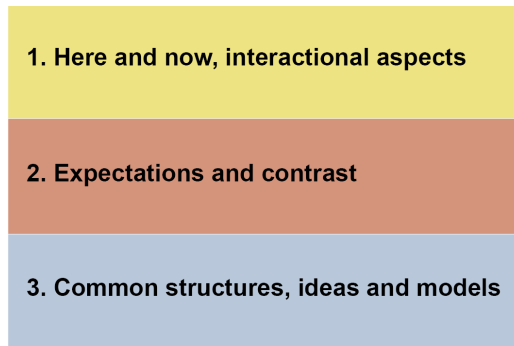 1. Here and now, interactional aspects
2. Expectations and contrast
3. Common structures, ideas and models